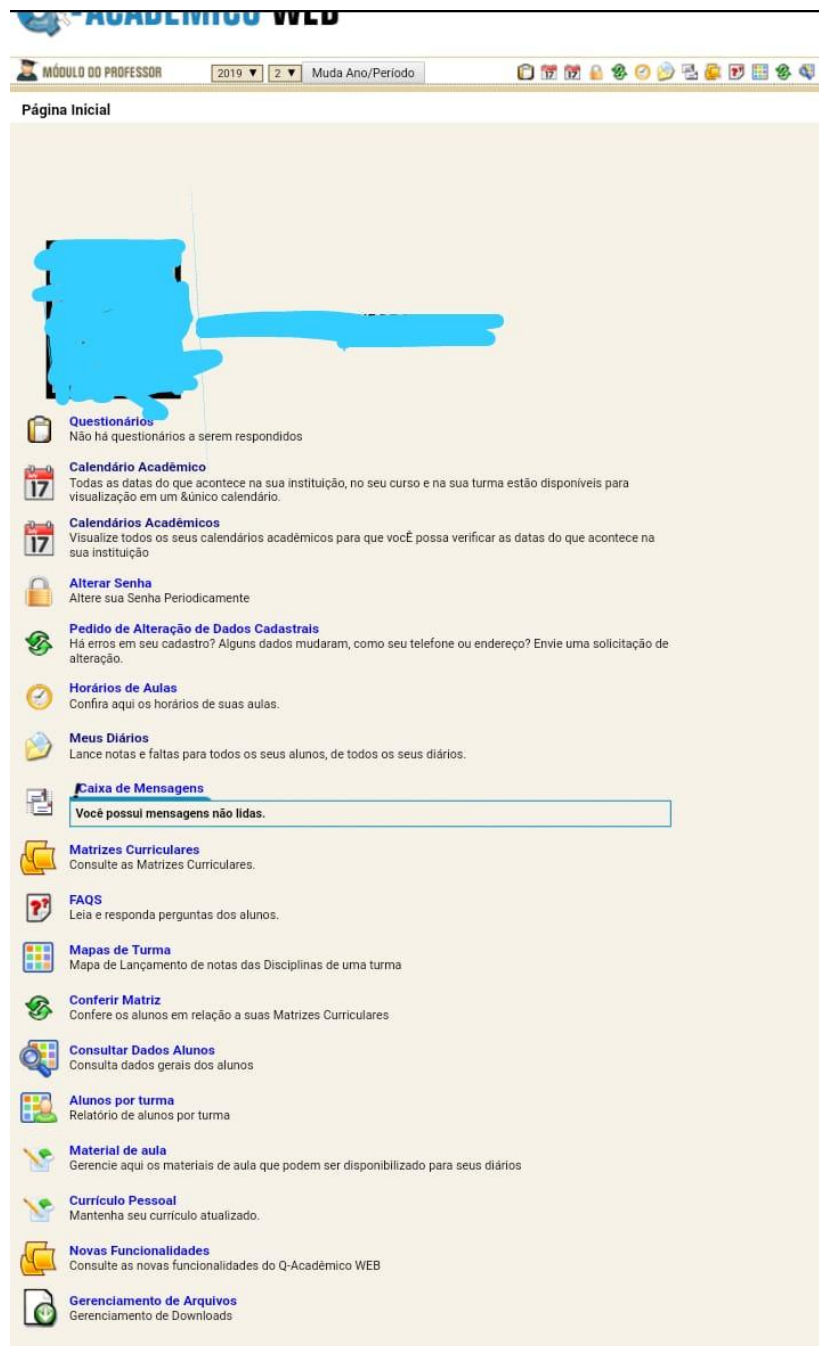 -ACADÊMICO WEB
MÓDULO DO PROFESSOR 2019 ▼ 2 ▼ Muda Ano/Período 17 17
Página Inicial
Questionários
Não há questionários a serem respondidos
17
Calendário Acadêmico
Todas as datas do que acontece na sua instituição, no seu curso e na sua turma estão disponíveis para
visualização em um &único calendário.
17
Calendários Acadêmicos
Visualize todos os seus calendários acadêmicos para que vocÊ possa verificar as datas do que acontece na
sua instituição
Alterar Senha
Altere sua Senha Periodicamente
Pedido de Alteração de Dados Cadastrais
Há erros em seu cadastro? Alguns dados mudaram, como seu telefone ou endereço? Envie uma solicitação de
alteração.
Horários de Aulas
Confira aqui os horários de suas aulas.
Meus Diários
Lance notas e faltas para todos os seus alunos, de todos os seus diários.
! Caixa de Mensagens
Você possui mensagens não lidas.
Matrizes Curriculares
Consulte as Matrizes Curriculares.
??
FAQS
Leia e responda perguntas dos alunos.
Mapas de Turma
Mapa de Lançamento de notas das Disciplinas de uma turma
Conferir Matriz
Confere os alunos em relação a suas Matrizes Curriculares
Consultar Dados Alunos
Consulta dados gerais dos alunos
Alunos por turma
Relatório de alunos por turma
Material de aula
Gerencie aqui os materiais de aula que podem ser disponibilizado para seus diários
Currículo Pessoal
Mantenha seu currículo atualizado.
Novas Funcionalidades
Consulte as novas funcionalidades do Q-Acadêmico WEB
Gerenciamento de Arquivos
Gerenciamento de Downloads